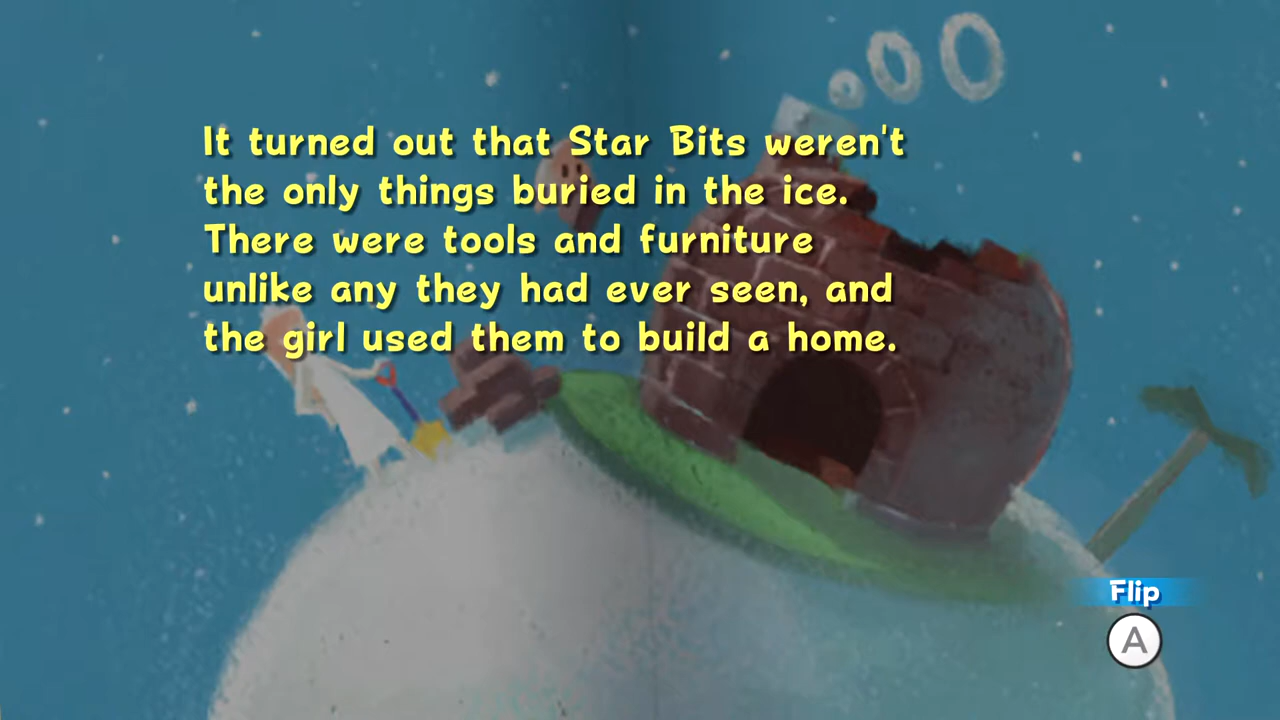 It turned out that Star Bits weren't
the only things buried in the ice.
There were tools and furniture
unlike any they had ever seen, and
the girl used them to build a home.
Flip
A